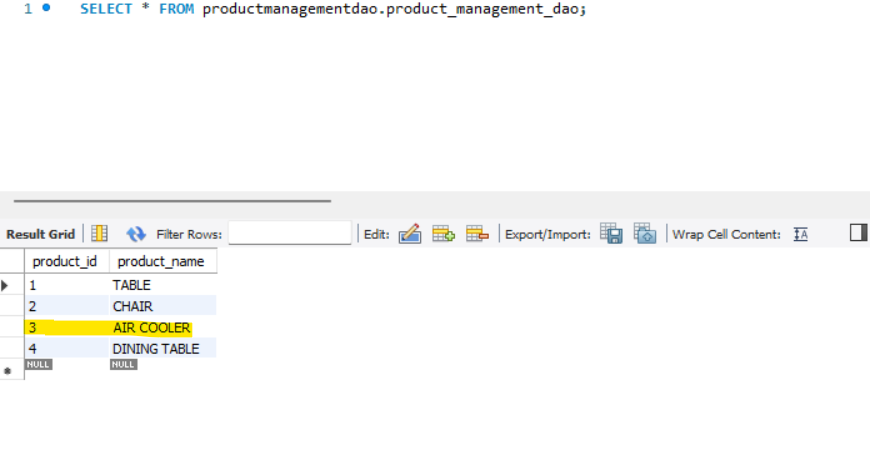 1 SELECT * FROM productmanagementdao.product_management_dao;
Result Grid Filter Rows: Edit: Export/Import: Wrap Cell Content: IA
product_id product_name
1 TABLE
2 CHAIR
3 AIR COOLER
4 DINING TABLE
NULL NULL